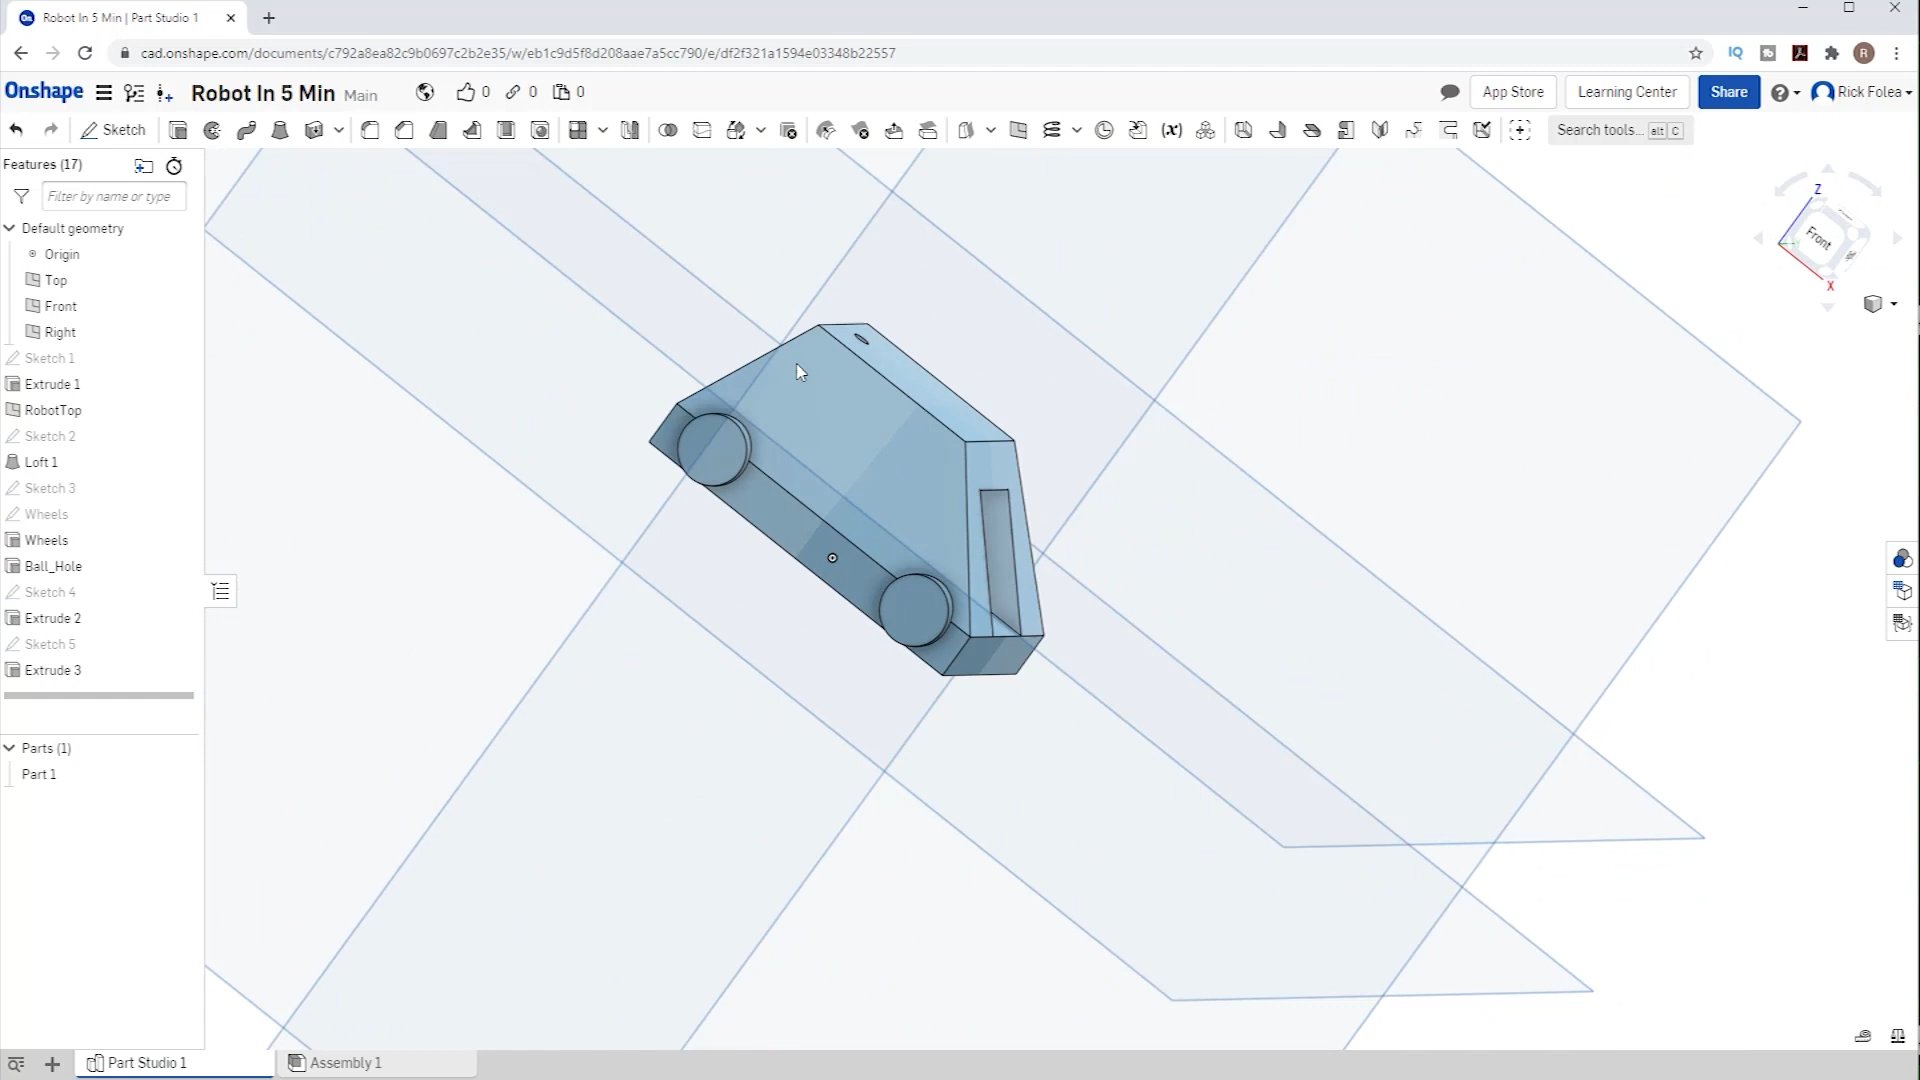 Robot In 5 Min | Part Studio 1
cad.onshape.com/documents/c792a8ea82c9b0697c2b2e35/w/eb1c9d5f8d208aae7a5cc790/e/df2f321a1594e03348b22557
IQ
R
Onshape
Robot In 5 Min Main
0
0
0
App Store
Learning Center
Share
Rick Folea
Sketch
(x)
Search tools... alt C
Features (17)
Filter by name or type
Default geometry
Origin
Top
Front
Right
Sketch 1
Extrude 1
RobotTop
Sketch 2
Loft 1
Sketch 3
Wheels
Wheels
Ball_Hole
Sketch 4
Extrude 2
Sketch 5
Extrude 3
Parts (1)
Part 1
Z
Front
X
Part Studio 1
Assembly 1